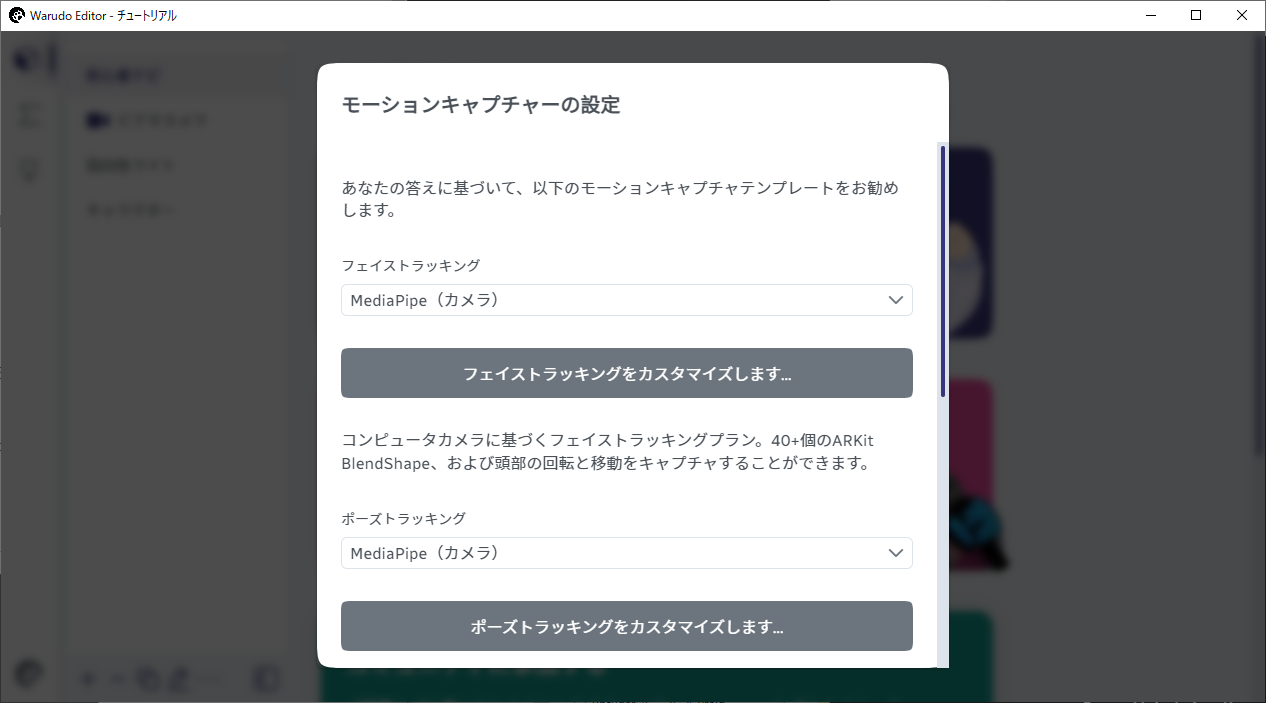 Warudo Editor - チュートリアル
モーションキャプチャーの設定
あなたの答えに基づいて、以下のモーションキャプチャテンプレートをお勧め
します。
フェイストラッキング
MediaPipe（カメラ）
フェイストラッキングをカスタマイズします...
コンピュータカメラに基づくフェイストラッキングプラン。40+個のARKit
BlendShape、および頭部の回転と移動をキャプチャすることができます。
ポーズトラッキング
MediaPipe（カメラ）
ポーズトラッキングをカスタマイズします...